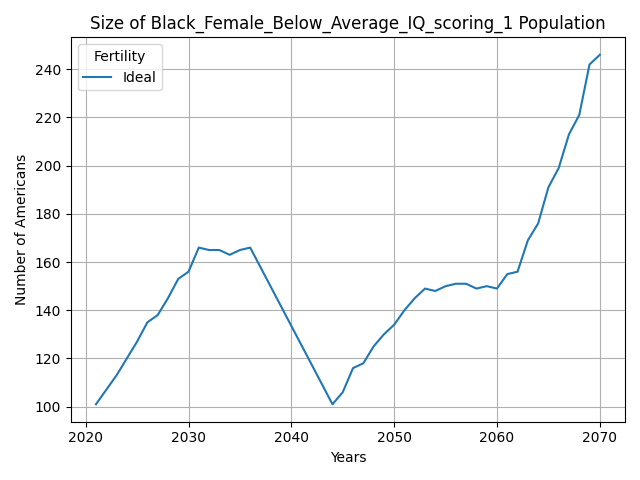 Size of Black_Female_Below_Average_IQ_scoring_1 Population
Fertility
Ideal
Number of Americans
240
220
200
180
160
140
120
100
2020 2030 2040 2050 2060 2070
Years